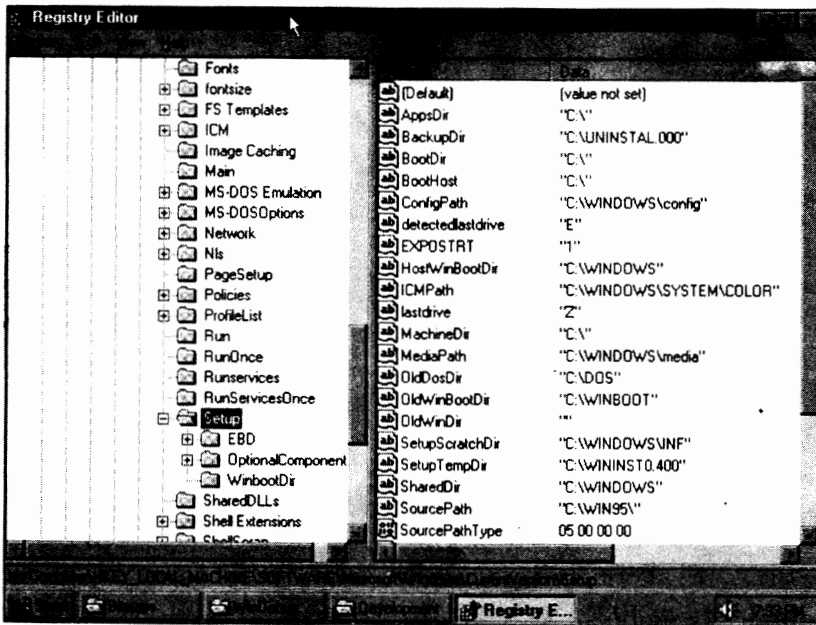 Registry Editor
Fonts
fontsize
FS Templates
ICM
Image Caching
Main
MS-DOS Emulation
MS-DOSOptions
Network
Nls
PageSetup
Policies
ProfileList
Run
RunOnce
Runservices
RunServicesOnce
Setup
EBD
OptionalComponent
WinbootDir
SharedDLLs
Shell Extensions
ShellScrap
Data
(Default) (value not set)
AppsDir "C:\"
BackupDir "C:\UNINSTAL.000"
BootDir "C:\"
BootHost "C:\"
ConfigPath "C:\WINDOWS\config"
detectedlastdrive "E"
EXPOSTRT "1"
HostWinBootDir "C:\WINDOWS"
ICMPath "C:\WINDOWS\SYSTEM\COLOR"
lastdrive "Z"
MachineDir "C:\"
MediaPath "C:\WINDOWS\media"
OldDosDir "C:\DOS"
OldWinBootDir "C:\WINBOOT"
OldWinDir ""
SetupScratchDir "C:\WINDOWS\INF"
SetupTempDir "C:\WININST0.400"
SharedDir "C:\WINDOWS"
SourcePath "C:\WIN95\"
SourcePathType 05 00 00 00
Registry E...